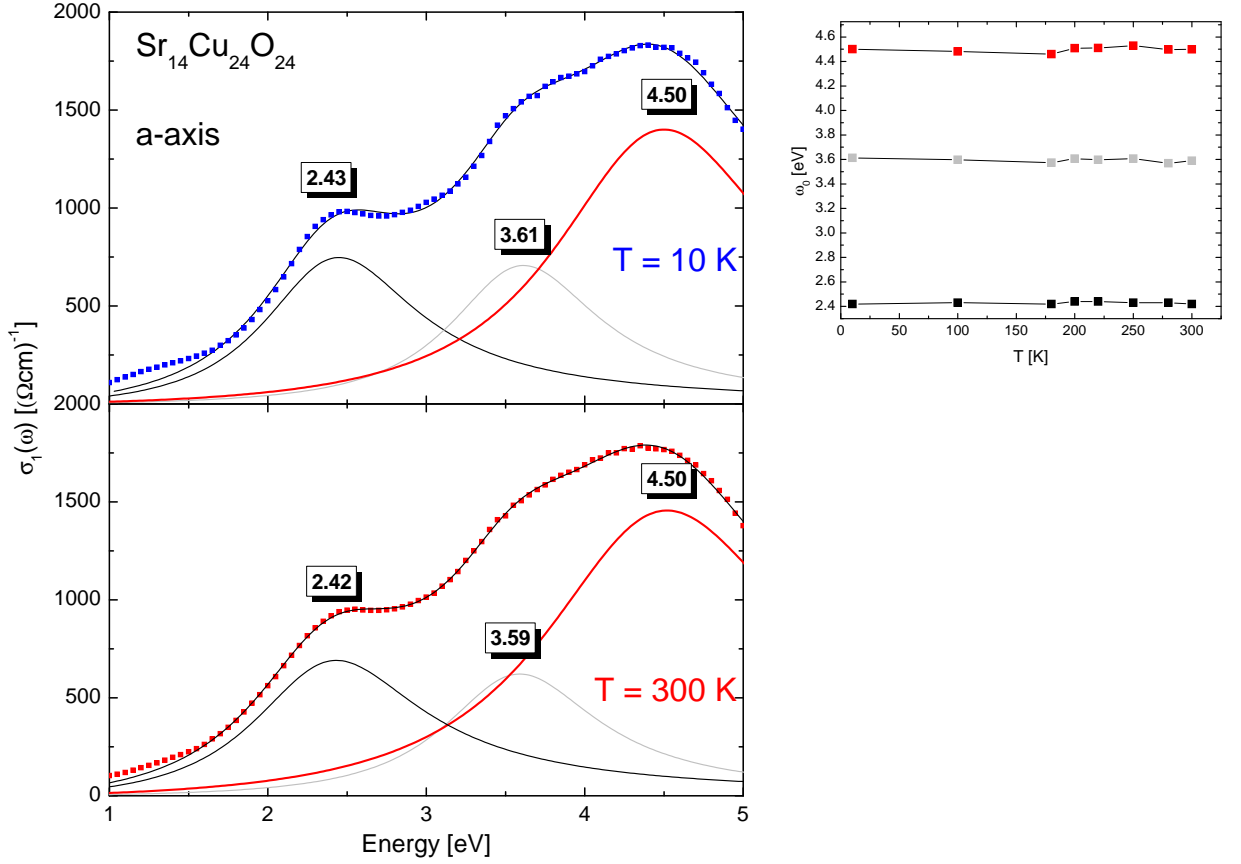 2000
Sr₁₄Cu₂₄O₂₄
a-axis
1500
1000
500
2000
2.43
3.61
4.50
T = 10 K
σ₁(ω) [(Ωcm)⁻¹
1500
1000
500
0
2.42
3.59
4.50
T = 300 K
1 2 3 4 5
Energy [eV]
4.6
4.4
4.2
4.0
3.8
3.6
3.4
3.2
3.0
2.8
2.6
2.4
ω₀ [eV]
0 50 100 150 200 250 300
T [K]